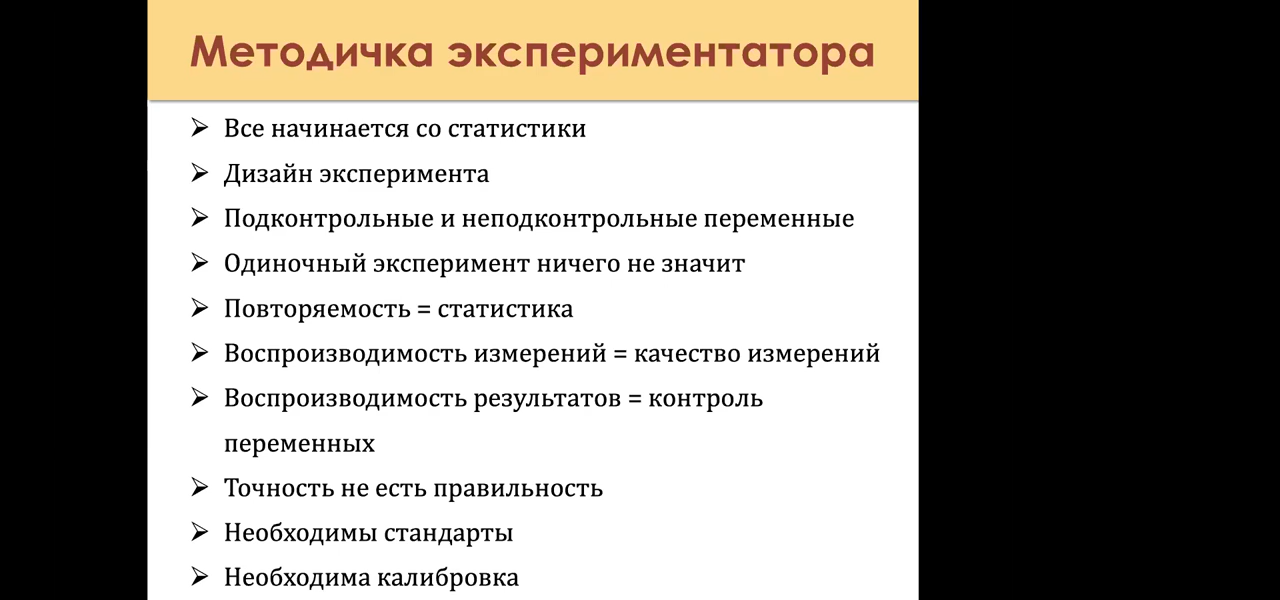 Методичка экспериментатора
Все начинается со статистики
Дизайн эксперимента
Подконтрольные и неподконтрольные переменные
Одиночный эксперимент ничего не значит
Повторяемость = статистика
Воспроизводимость измерений = качество измерений
Воспроизводимость результатов = контроль
переменных
Точность не есть правильность
Необходимы стандарты
Необходима калибровка